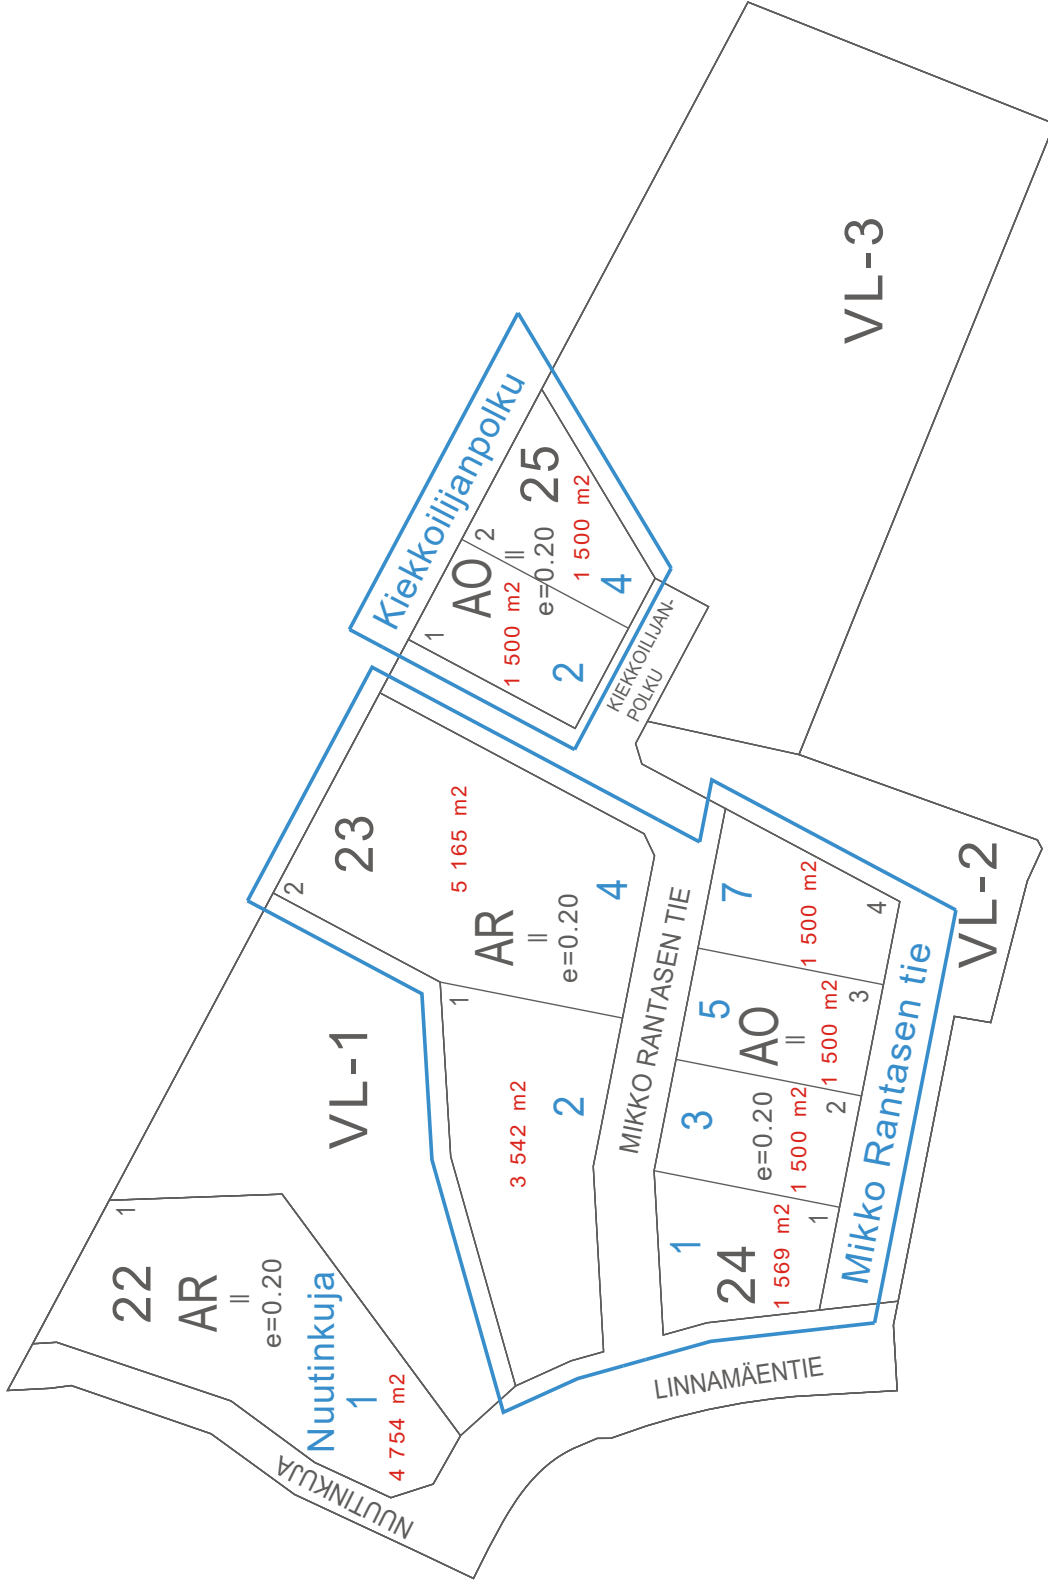 22
1
AR
II
e=0.20
Nuutinkuja
1
4 754 m2
NUUTINKUJA
VL-1
23
2
5 165 m2
AR
II
e=0.20
4
1
3 542 m2
2
MIKKO RANTASEN TIE
LINNAMÄENTIE
24
1
1 569 m2
1
3
e=0.20
1 500 m2
2
5
AO
II
1 500 m2
3
7
1 500 m2
4
Mikko Rantasen tie
VL-2
Kiekkoilijanpolku
1
AO
II
e=0.20
1 500 m2
2
2
25
1 500 m2
4
KIEKKOILIJAN-
POLKU
VL-3